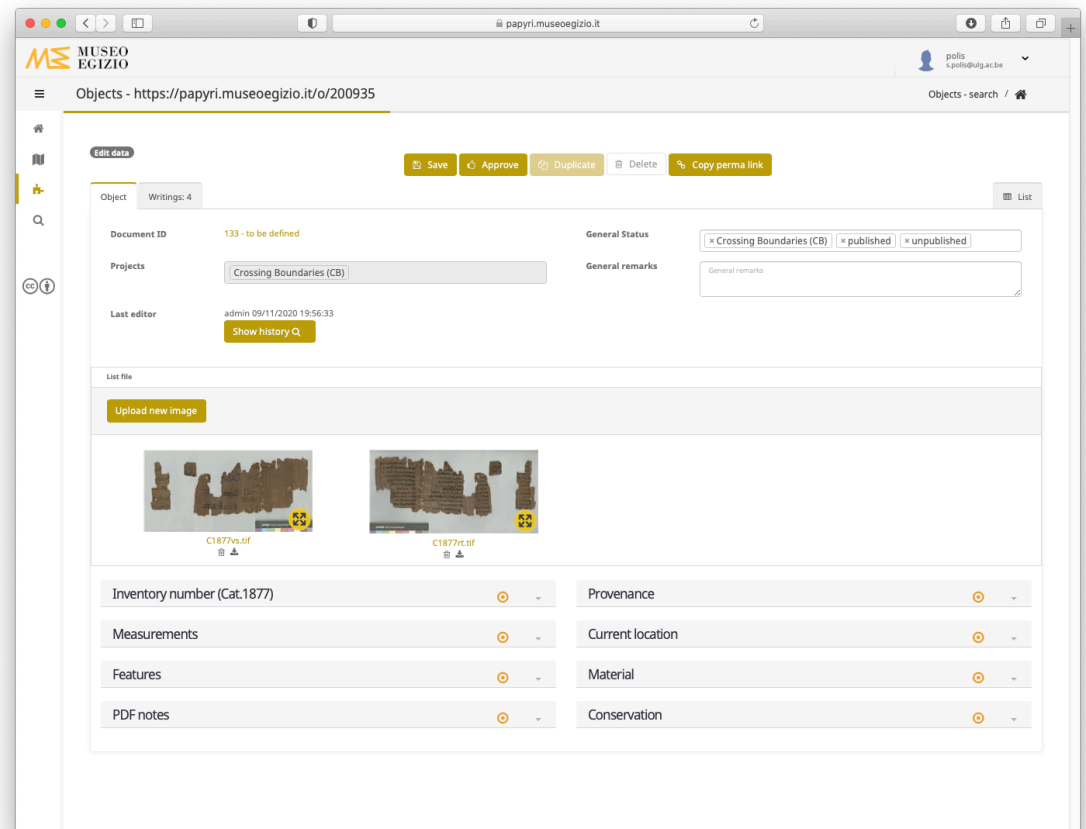 papyri.museoegizio.it
ME MUSEO
EGIZIO
polis
s.polis@ulg.ac.be
Objects - https://papyri.museoegizio.it/o/200935
Objects - search /
Edit data
Save Approve Duplicate Delete Copy perma link
Object Writings: 4 List
Document ID 133 - to be defined
General Status × Crossing Boundaries (CB) × published × unpublished
Projects Crossing Boundaries (CB)
General remarks General remarks
Last editor admin 09/11/2020 19:56:33
Show history
List file
Upload new image
C1877vs.tif C1877rt.tif
Inventory number (Cat.1877) Provenance
Measurements Current location
Features Material
PDF notes Conservation
cc